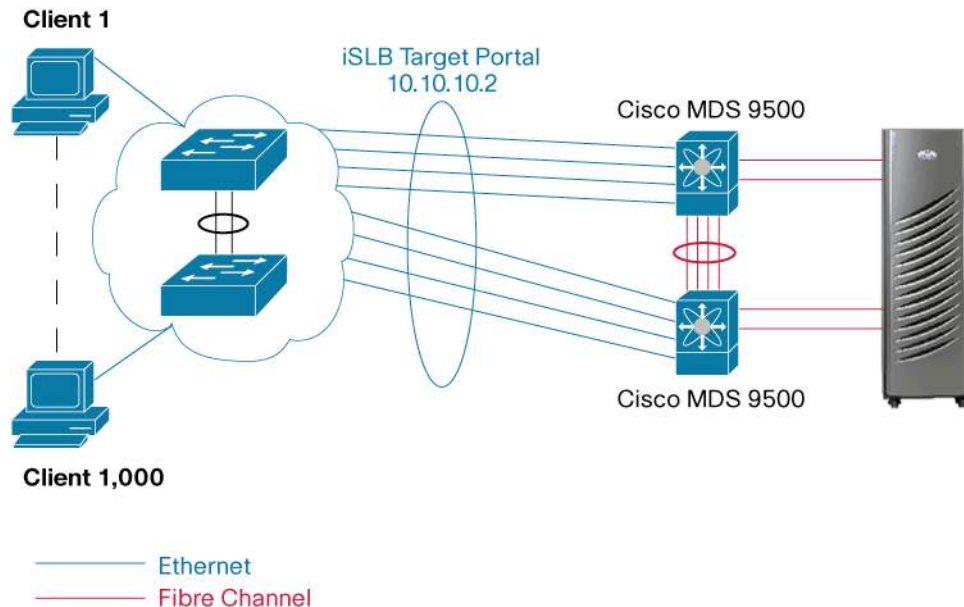 Client 1
iSLB Target Portal
10.10.10.2
Cisco MDS 9500
Cisco MDS 9500
Client 1,000
Ethernet
Fibre Channel